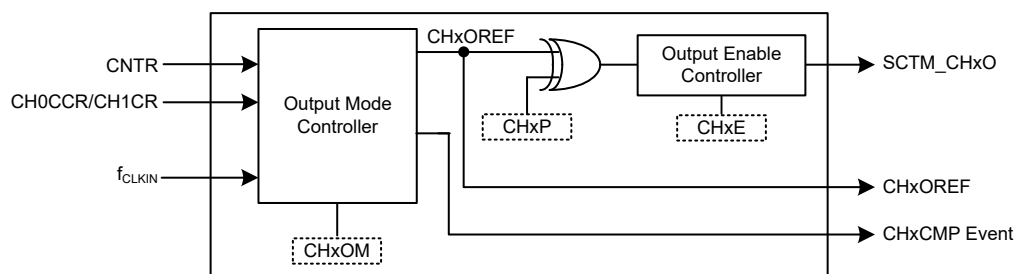 CNTR
CH0CCR/CH1CR
fCLKIN
Output Mode
Controller
CHxOM
CHxOREF
CHxP
Output Enable
Controller
CHxE
SCTM_CHxO
CHxOREF
CHxCMP Event